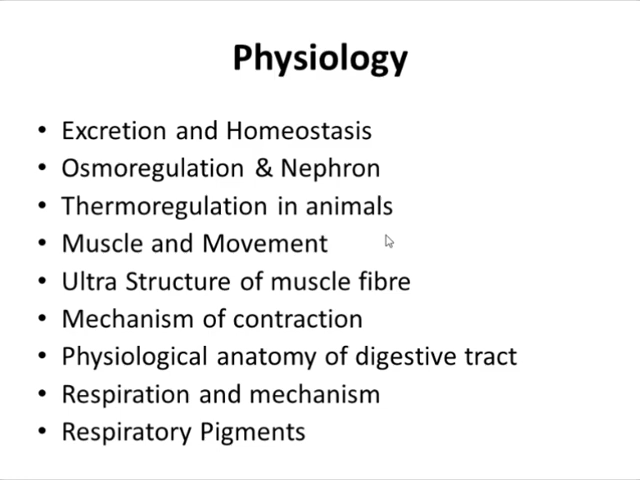 Physiology
• Excretion and Homeostasis
• Osmoregulation & Nephron
• Thermoregulation in animals
• Muscle and Movement
• Ultra Structure of muscle fibre
• Mechanism of contraction
• Physiological anatomy of digestive tract
• Respiration and mechanism
• Respiratory Pigments